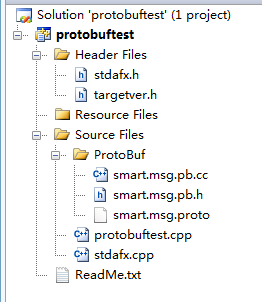 Solution 'protobuftest' (1 project)
protobuftest
Header Files
stdafx.h
targetver.h
Resource Files
Source Files
ProtoBuf
smart.msg.pb.cc
smart.msg.pb.h
smart.msg.proto
protobuftest.cpp
stdafx.cpp
ReadMe.txt